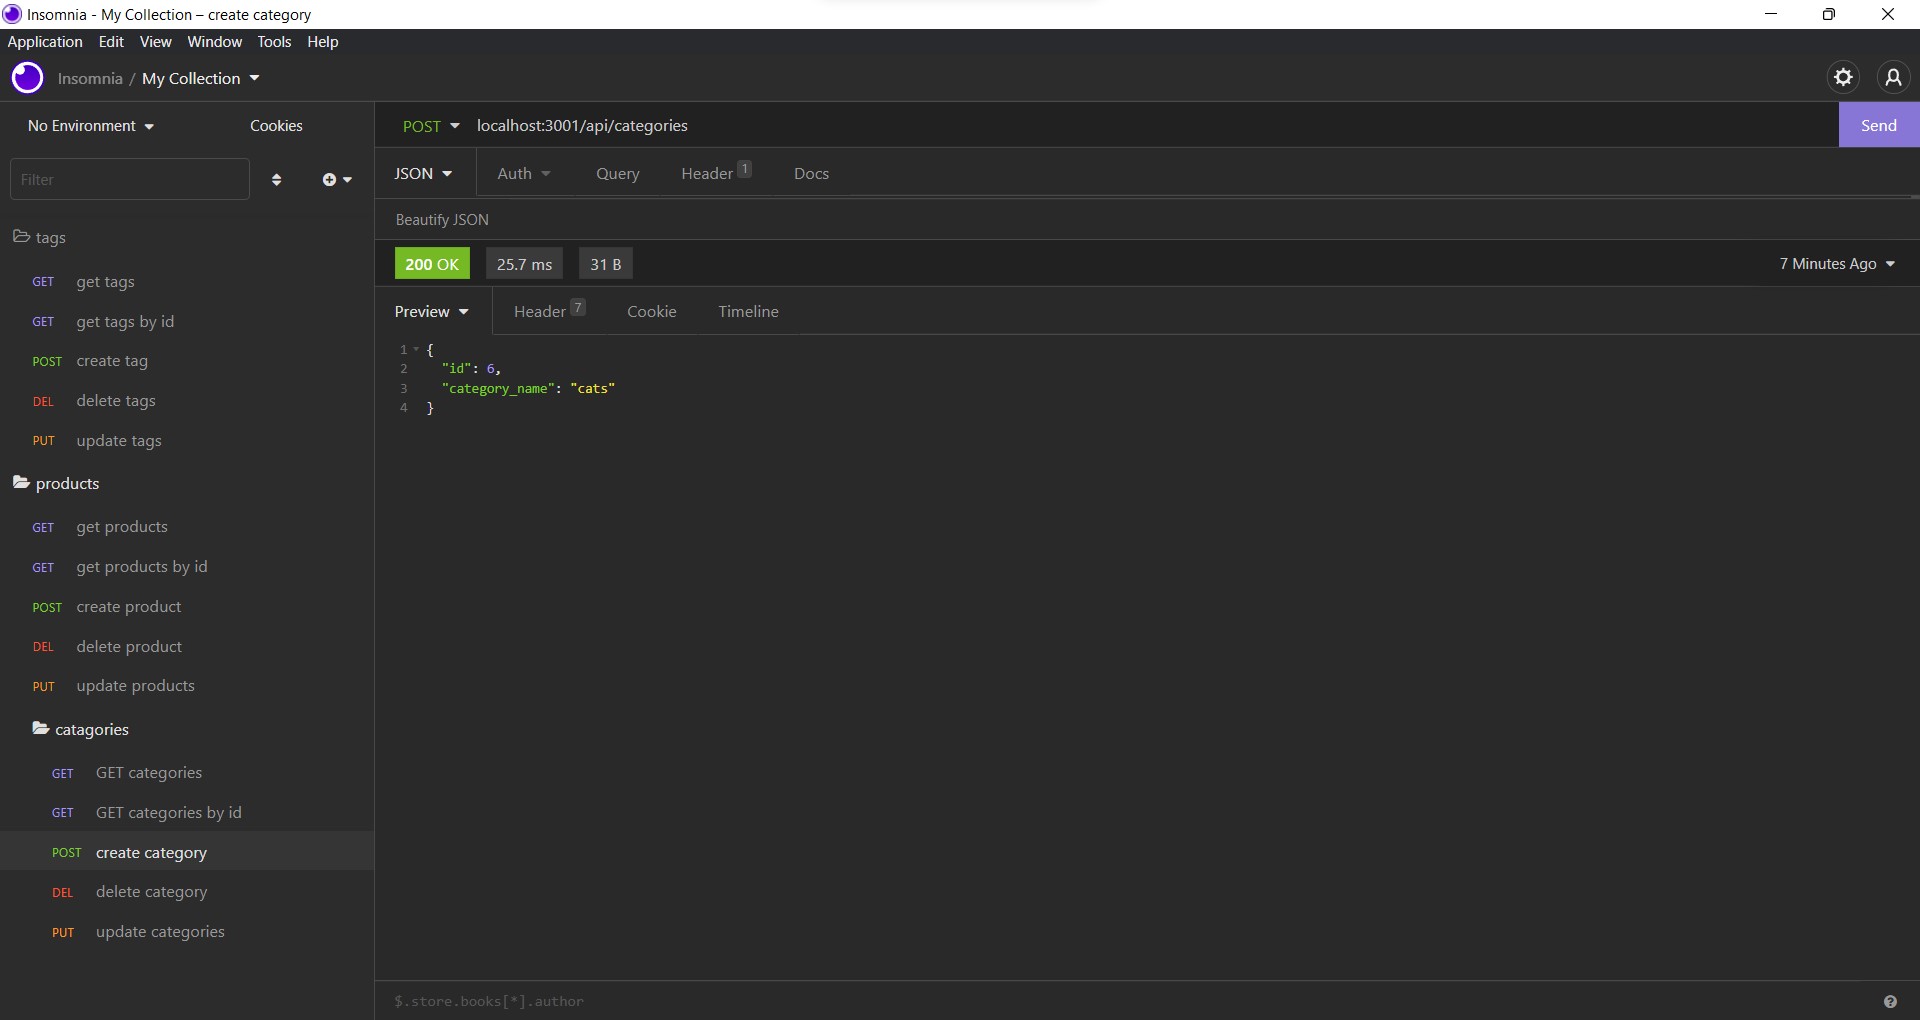 Insomnia - My Collection – create category
Application Edit View Window Tools Help
Insomnia / My Collection
No Environment Cookies
Filter
tags
GET get tags
GET get tags by id
POST create tag
DEL delete tags
PUT update tags
products
GET get products
GET get products by id
POST create product
DEL delete product
PUT update products
catagories
GET GET categories
GET GET categories by id
POST create category
DEL delete category
PUT update categories
POST localhost:3001/api/categories Send
JSON Auth Query Header 1 Docs
Beautify JSON
200 OK 25.7 ms 31 B 7 Minutes Ago
Preview Header 7 Cookie Timeline
1 {
2 "id": 6,
3 "category_name": "cats"
4 }
$.store.books[*].author ?